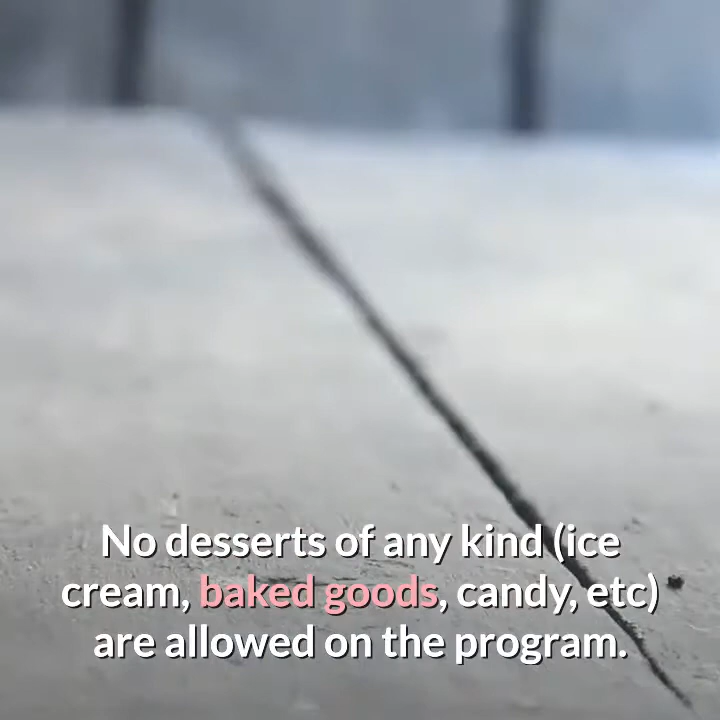 No desserts of any kind (ice
cream, baked goods, candy, etc)
are allowed on the program.